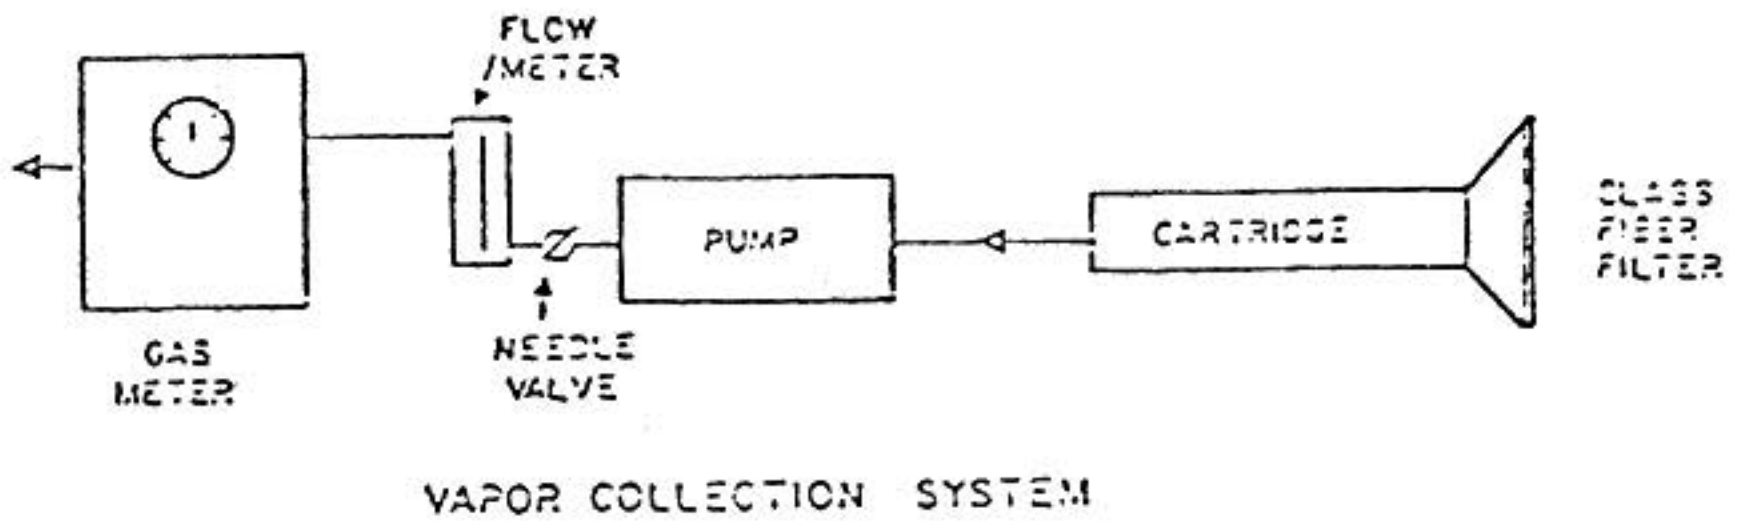 FLOW
METER
PUMP
CARTRIDGE
GLASS
FIBER
FILTER
NEEDLE
VALVE
GAS
METER
VAPOR COLLECTION SYSTEM